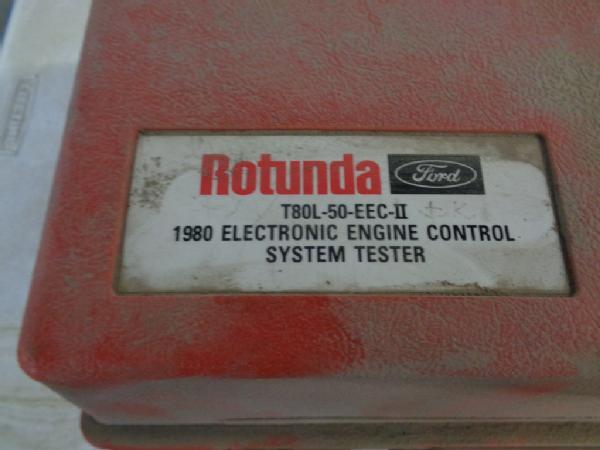 Rotunda Ford
T80L-50-EEC-II
1980 ELECTRONIC ENGINE CONTROL
SYSTEM TESTER